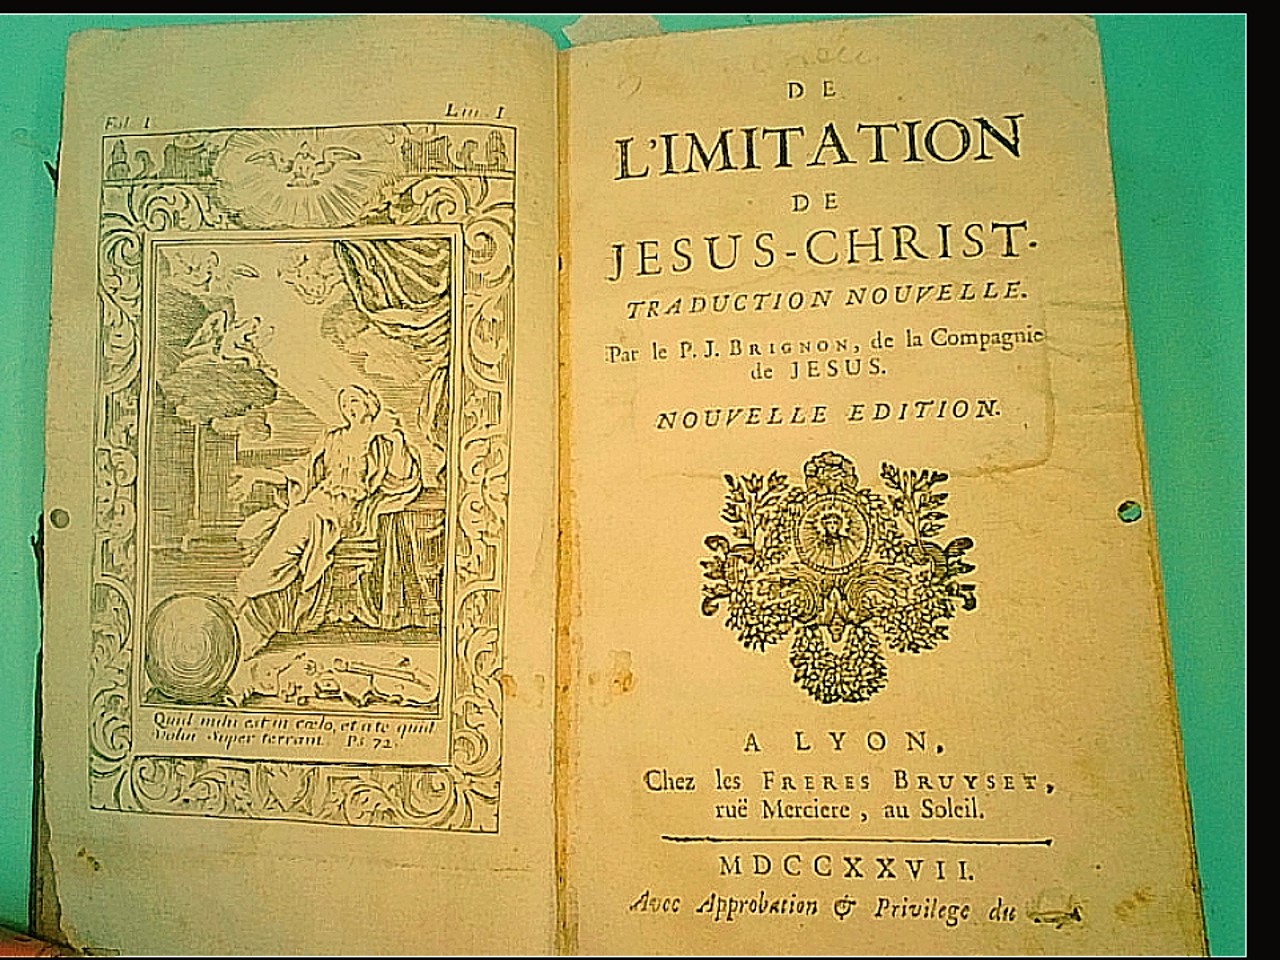 Fol. I.
Liv. I
Quid mihi est in cœlo, et a te quid
Volui Super terram. Ps 72.
DE
L'IMITATION
DE
JESUS-CHRIST.
TRADUCTION NOUVELLE.
Par le P. J. BRIGNON, de la Compagnie
de JESUS.
NOUVELLE EDITION.
A LYON,
Chez les FRERES BRUYSET,
ruë Merciere, au Soleil.
MDCCXXVII.
Avec Approbation & Privilege du